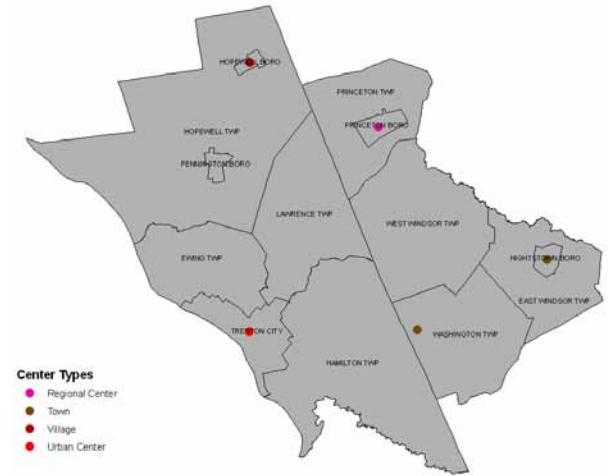 HOPEWELL BORO
PRINCETON TWP
PRINCETON BORO
HOPEWELL TWP
PENNINGTON BORO
LAWRENCE TWP
WEST WINDSOR TWP
EWING TWP
HIGHTSTOWN BORO
EAST WINDSOR TWP
TRENTON CITY
WASHINGTON TWP
HAMILTON TWP
Center Types
Regional Center
Town
Village
Urban Center